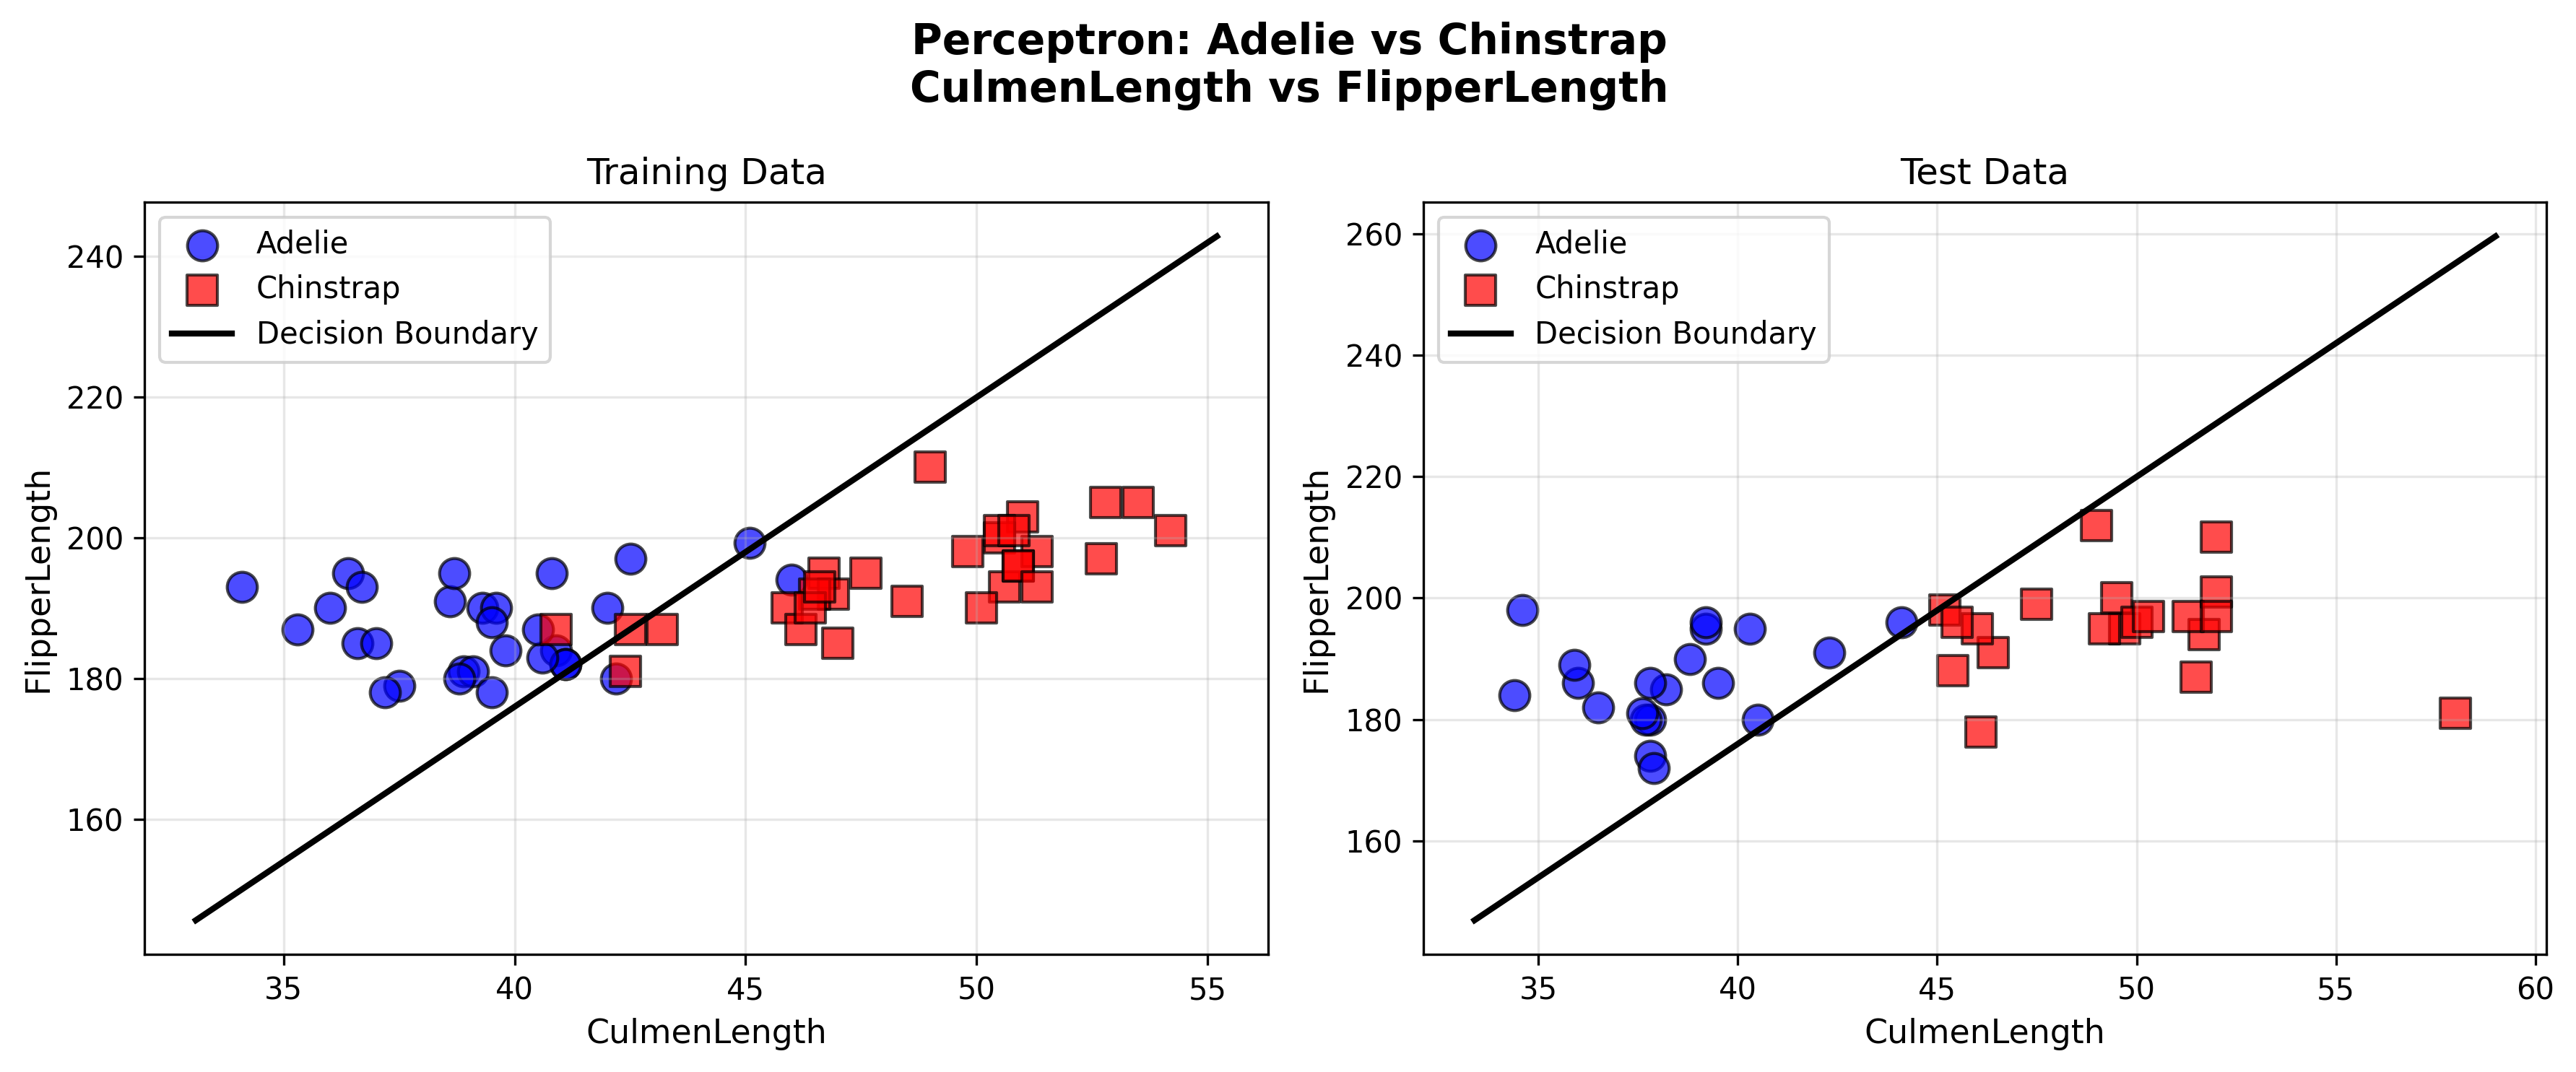 Perceptron: Adelie vs Chinstrap
CulmenLength vs FlipperLength
Training Data
Adelie
Chinstrap
Decision Boundary
FlipperLength
240
220
200
180
160
35
40
45
50
55
CulmenLength
Test Data
Adelie
Chinstrap
Decision Boundary
FlipperLength
260
240
220
200
180
160
35
40
45
50
55
60
CulmenLength